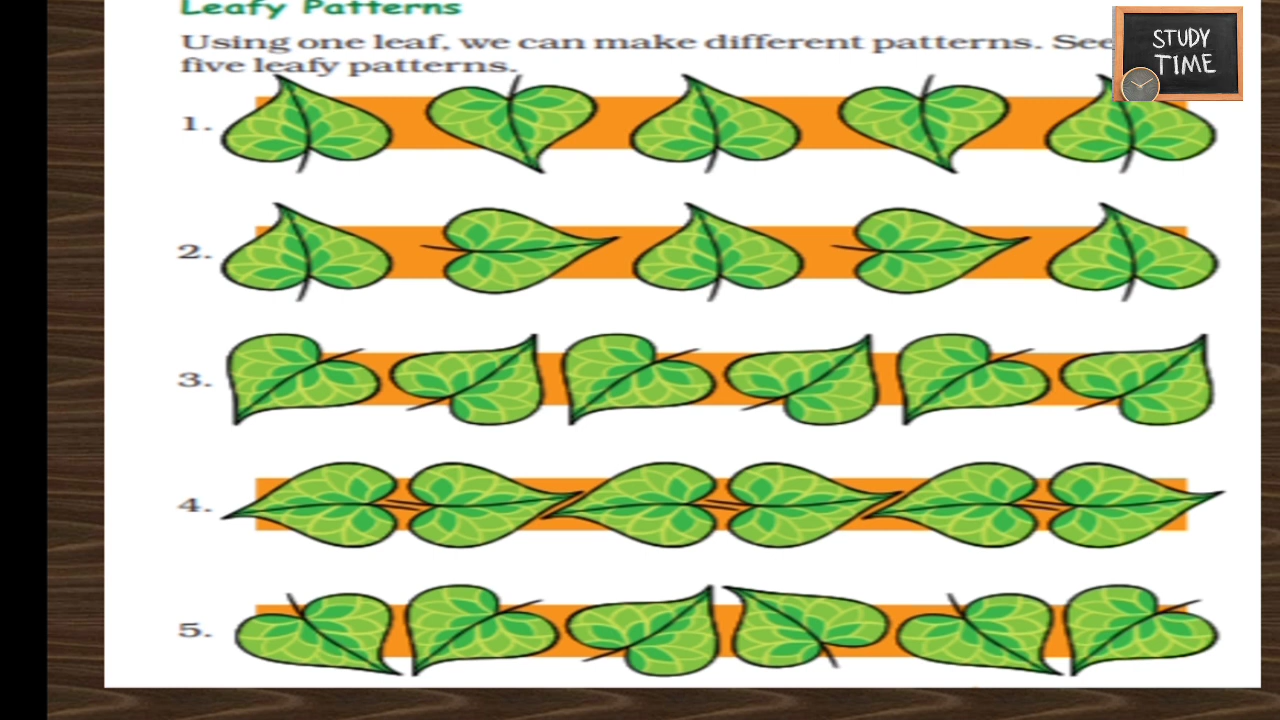 Leafy Patterns
Using one leaf, we can make different patterns. See
five leafy patterns.
STUDY
TIME
1.
2.
3.
4.
5.